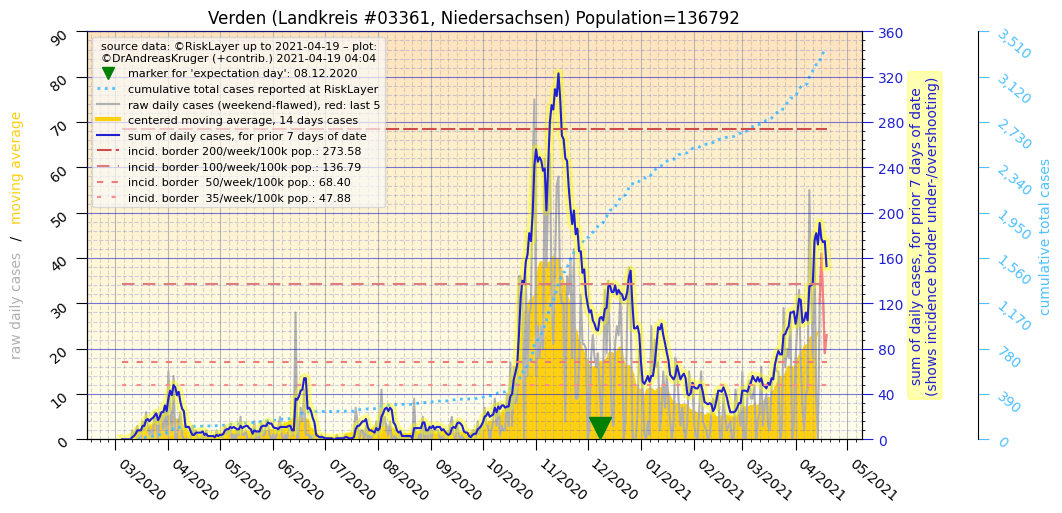 Verden (Landkreis #03361, Niedersachsen) Population=136792
source data: ©RiskLayer up to 2021-04-19 – plot:
©DrAndreasKruger (+contrib.) 2021-04-19 04:04
marker for 'expectation day': 08.12.2020
cumulative total cases reported at RiskLayer
raw daily cases (weekend-flawed), red: last 5
centered moving average, 14 days cases
sum of daily cases, for prior 7 days of date
incid. border 200/week/100k pop.: 273.58
incid. border 100/week/100k pop.: 136.79
incid. border  50/week/100k pop.: 68.40
incid. border  35/week/100k pop.: 47.88
raw daily cases / moving average
90
80
70
60
50
40
30
20
10
0
03/2020
04/2020
05/2020
06/2020
07/2020
08/2020
09/2020
10/2020
11/2020
12/2020
01/2021
02/2021
03/2021
04/2021
05/2021
360
320
280
240
200
160
120
80
40
0
sum of daily cases, for prior 7 days of date
(shows incidence border under-/overshooting)
3,510
3,120
2,730
2,340
1,950
1,560
1,170
780
390
0
cumulative total cases